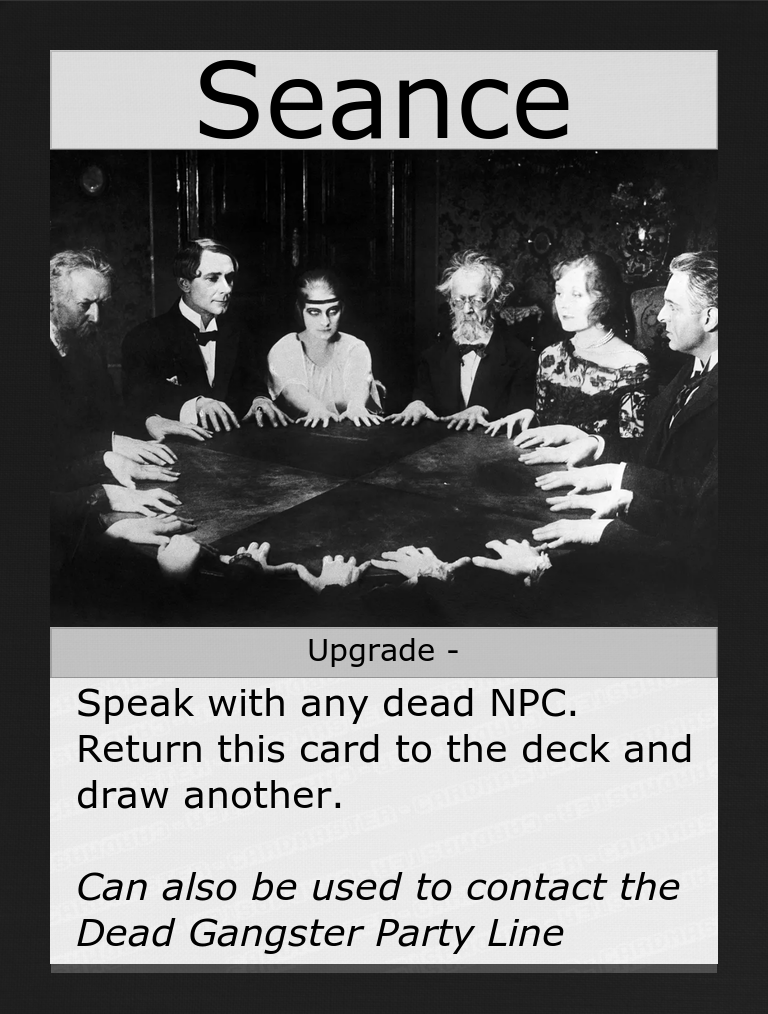 Seance
Upgrade -
Speak with any dead NPC.
Return this card to the deck and
draw another.
Can also be used to contact the
Dead Gangster Party Line